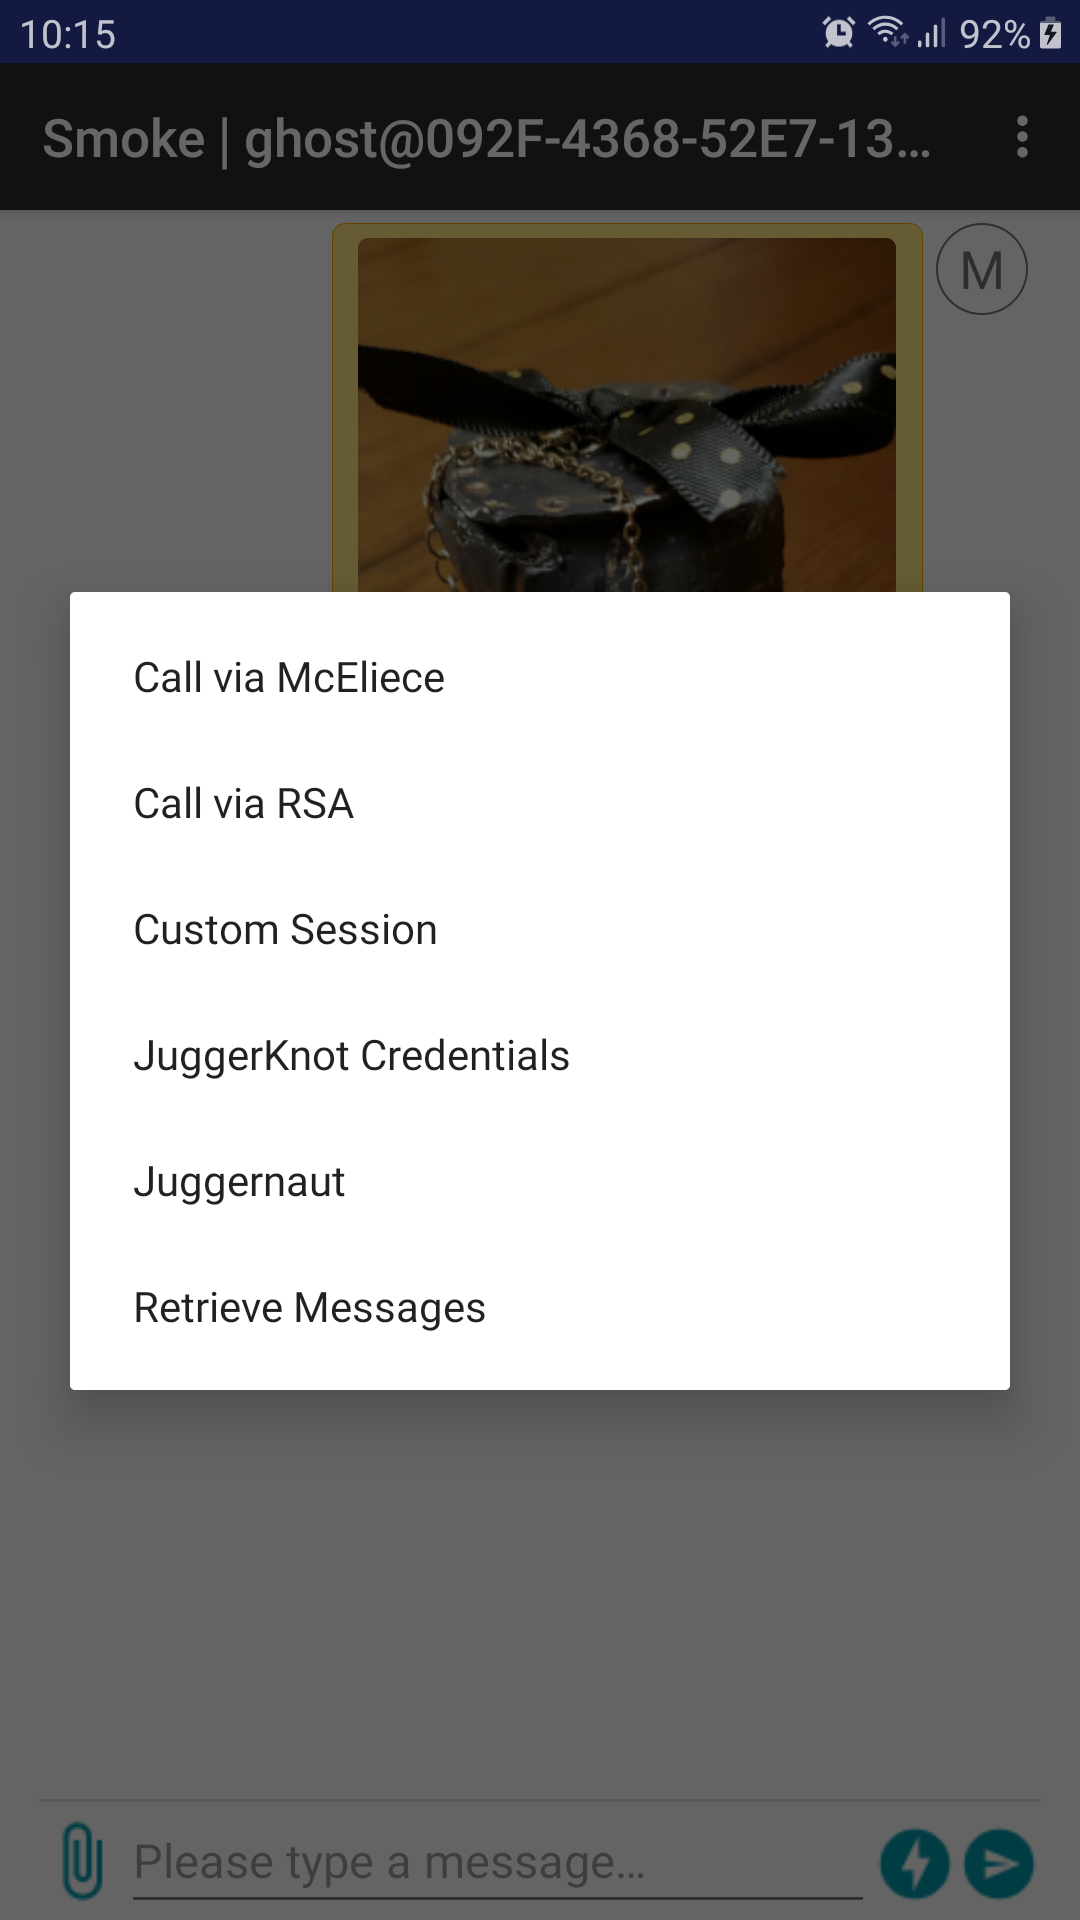 10:15 92%
Smoke | ghost@092F-4368-52E7-13...
M
Call via McEliece
Call via RSA
Custom Session
JuggerKnot Credentials
Juggernaut
Retrieve Messages
Please type a message...